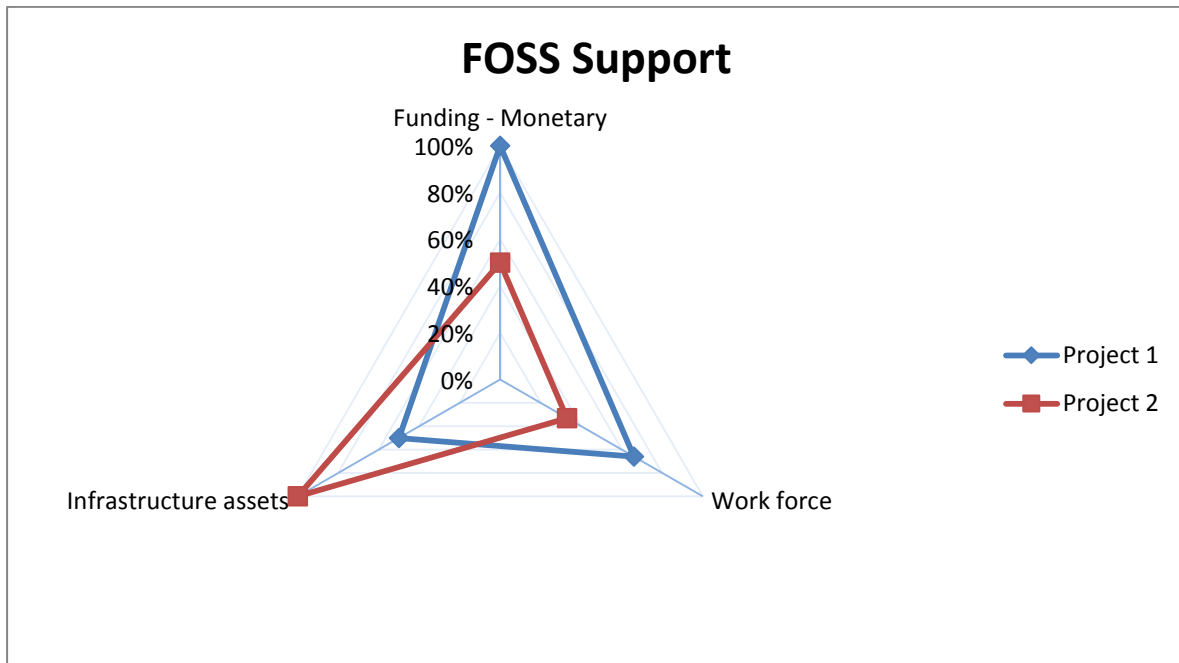 FOSS Support
Funding - Monetary
100%
80%
60%
40%
20%
0%
Project 1
Project 2
Infrastructure assets
Work force